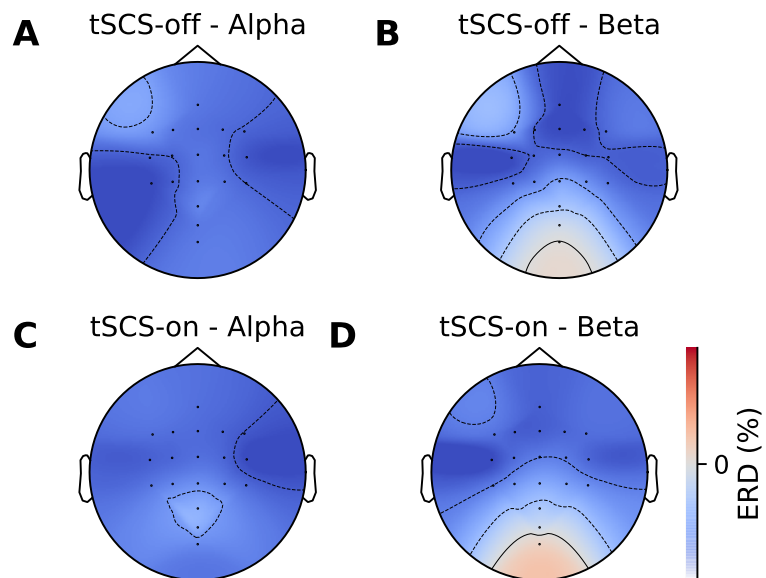 A
tSCS-off - Alpha
B
tSCS-off - Beta
C
tSCS-on - Alpha
D
tSCS-on - Beta
0
ERD (%)